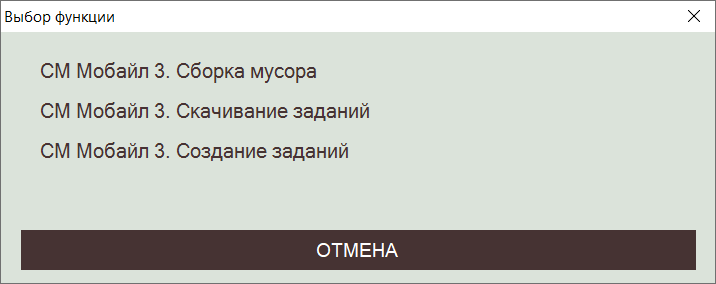 Выбор функции
СМ Мобайл 3. Сборка мусора
СМ Мобайл 3. Скачивание заданий
СМ Мобайл 3. Создание заданий
ОТМЕНА